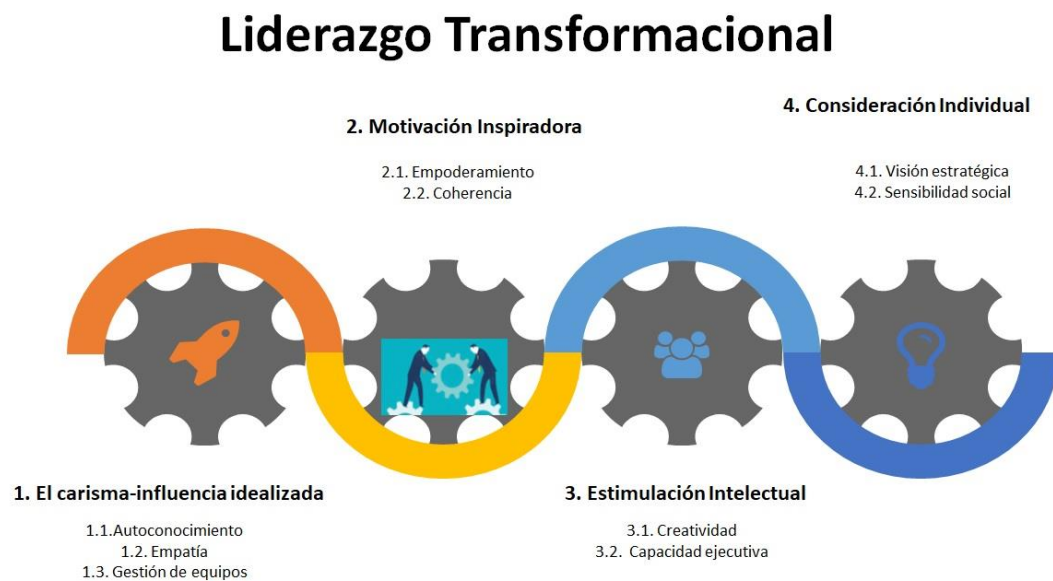 Liderazgo Transformacional
1. El carisma-influencia idealizada
1.1.Autoconocimiento
1.2. Empatía
1.3. Gestión de equipos
2. Motivación Inspiradora
2.1. Empoderamiento
2.2. Coherencia
3. Estimulación Intelectual
3.1. Creatividad
3.2. Capacidad ejecutiva
4. Consideración Individual
4.1. Visión estratégica
4.2. Sensibilidad social